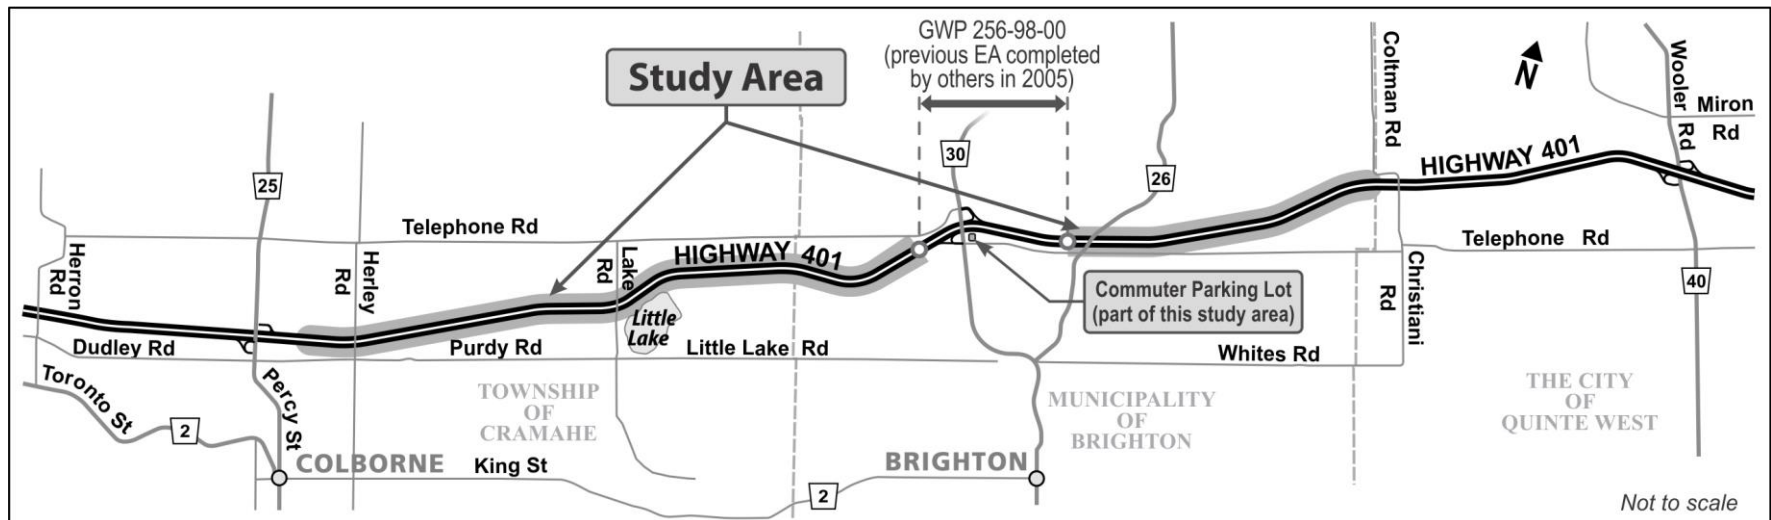 GWP 256-98-00
(previous EA completed
by others in 2005)
Study Area
Coltman Rd
N
Wooler Rd
Miron
Rd
HIGHWAY 401
30
26
25
Telephone Rd
Telephone Rd
Herron
Rd
Herley
Rd
Lake
Rd
HIGHWAY 401
Christiani
Rd
40
Commuter Parking Lot
(part of this study area)
Little
Lake
Dudley Rd
Purdy Rd
Little Lake Rd
Whites Rd
Toronto St
Percy St
2
TOWNSHIP
OF
CRAMAHE
MUNICIPALITY
OF
BRIGHTON
THE CITY
OF
QUINTE WEST
COLBORNE
King St
BRIGHTON
2
Not to scale